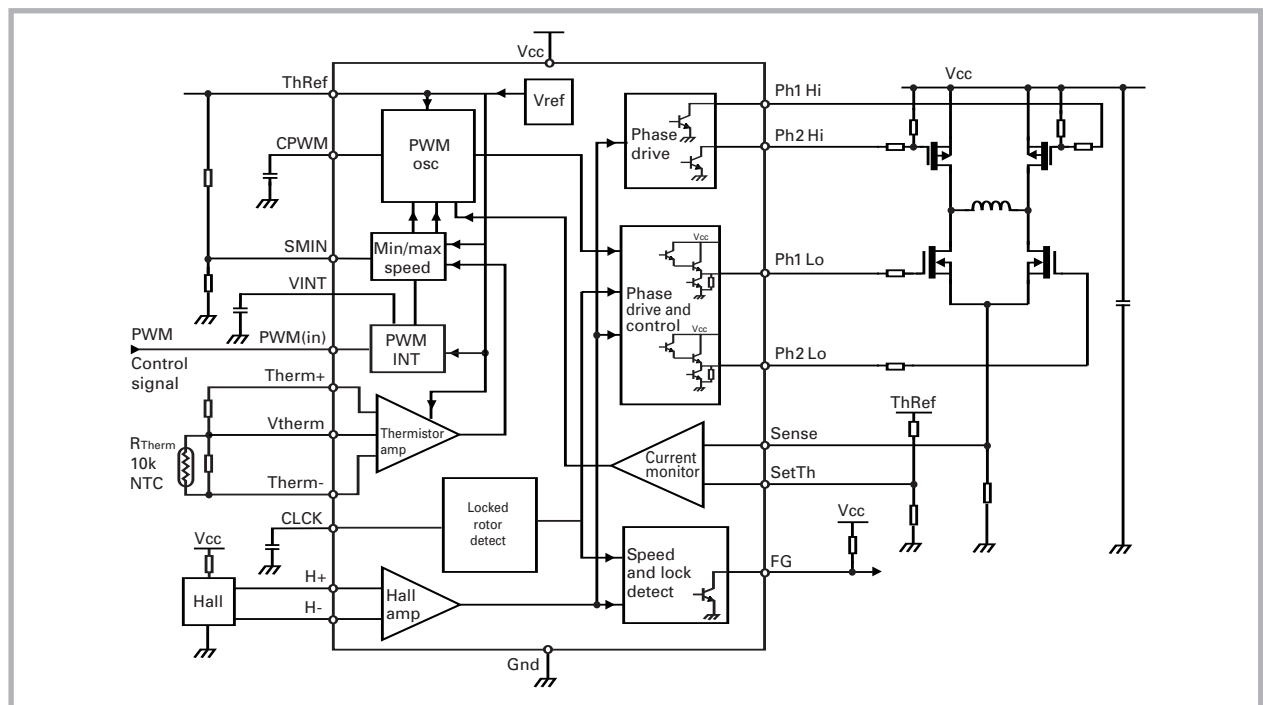 Vcc
ThRef
Vref
CPWM
PWM
osc
SMIN
Min/max
speed
VINT
PWM
Control
signal
PWM(in)
PWM
INT
Therm+
Vtherm
Therm-
RTherm
10k
NTC
Thermistor
amp
CLCK
Locked
rotor
detect
Vcc
Hall
H+
H-
Hall
amp
Gnd
Phase
drive
Vcc
Phase
drive and
control
Vcc
Current
monitor
Speed
and lock
detect
Ph1 Hi
Ph2 Hi
Ph1 Lo
Ph2 Lo
Sense
SetTh
FG
Vcc
ThRef
Vcc